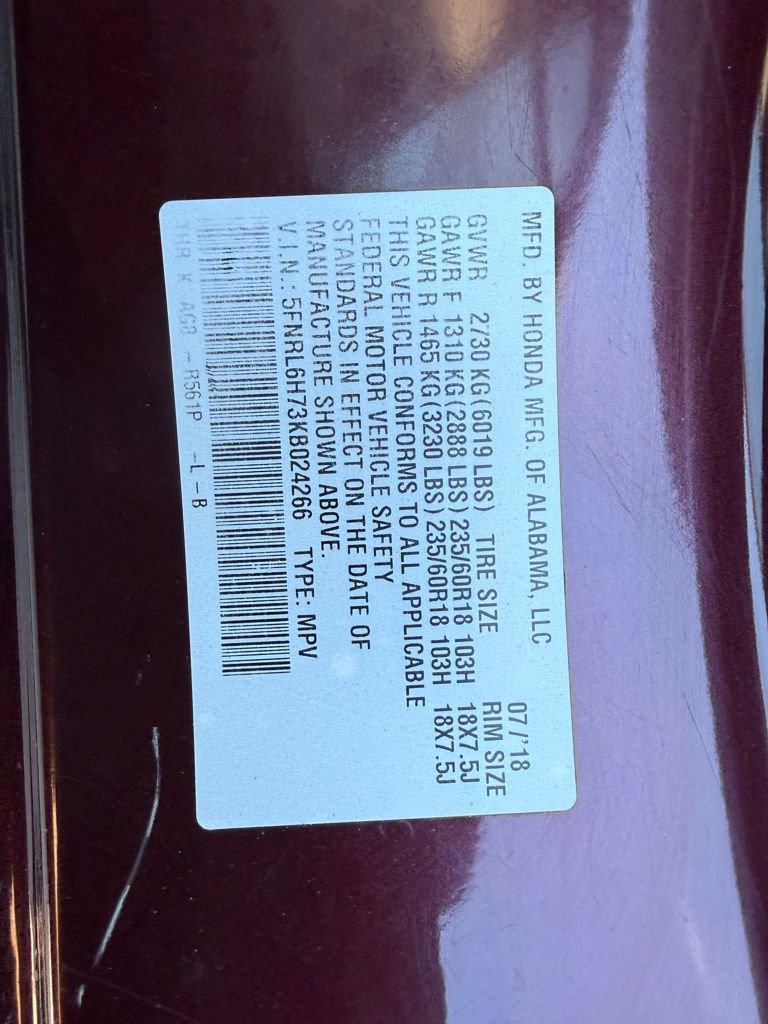 MFD. BY HONDA MFG. OF ALABAMA, LLC 07/'18
GVWR 2730 KG(6019 LBS) TIRE SIZE RIM SIZE
GAWR F 1310 KG(2888 LBS)235/60R18 103H 18X7.5J
GAWR R 1465 KG(3230 LBS)235/60R18 103H 18X7.5J
THIS VEHICLE CONFORMS TO ALL APPLICABLE
FEDERAL MOTOR VEHICLE SAFETY
STANDARDS IN EFFECT ON THE DATE OF
MANUFACTURE SHOWN ABOVE.
V.I.N.: 5FNRL6H73KB024266 TYPE: MPV
R561P -L-B